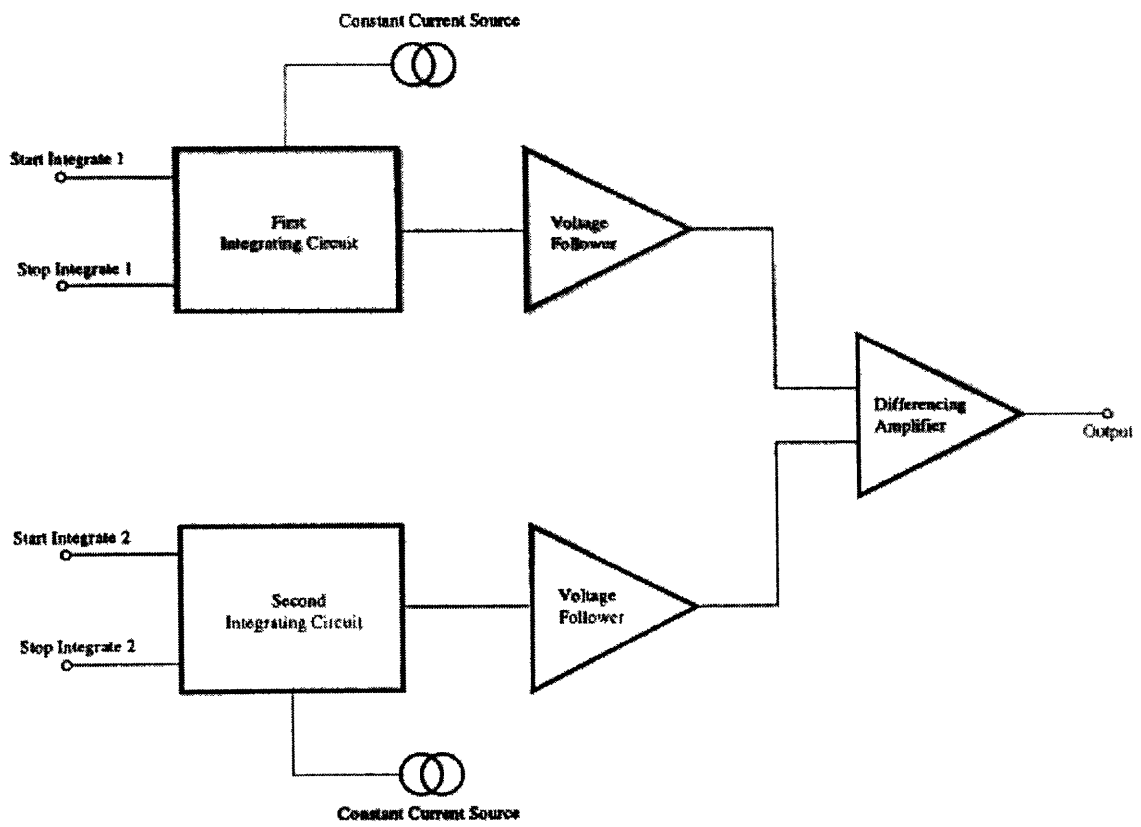 Constant Current Source
Start Integrate 1
First
Integrating Circuit
Stop Integrate 1
Voltage
Follower
Differencing
Amplifier
Output
Start Integrate 2
Second
Integrating Circuit
Stop Integrate 2
Voltage
Follower
Constant Current Source